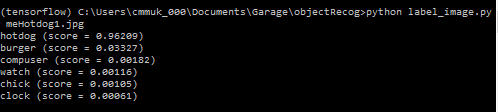 (tensorflow) C:\Users\cmmuk_000\Documents\Garage\objectRecog>python label_image.py
meHotdog1.jpg
hotdog (score = 0.96209)
burger (score = 0.03327)
compuser (score = 0.00182)
watch (score = 0.00116)
chick (score = 0.00105)
clock (score = 0.00061)